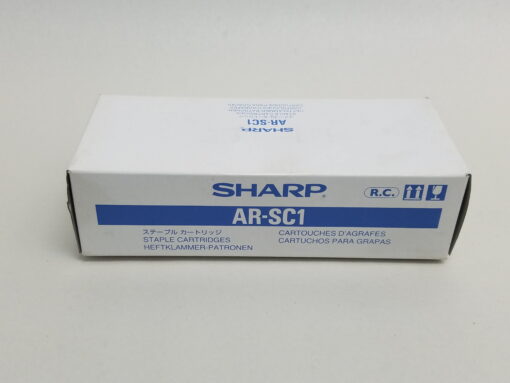 SHARP
AR-SC1
SHARP
R.C.
AR-SC1
ステープル カートリッジ
STAPLE CARTRIDGES
HEFTKLAMMER-PATRONEN
CARTOUCHES D'AGRAFES
CARTUCHOS PARA GRAPAS